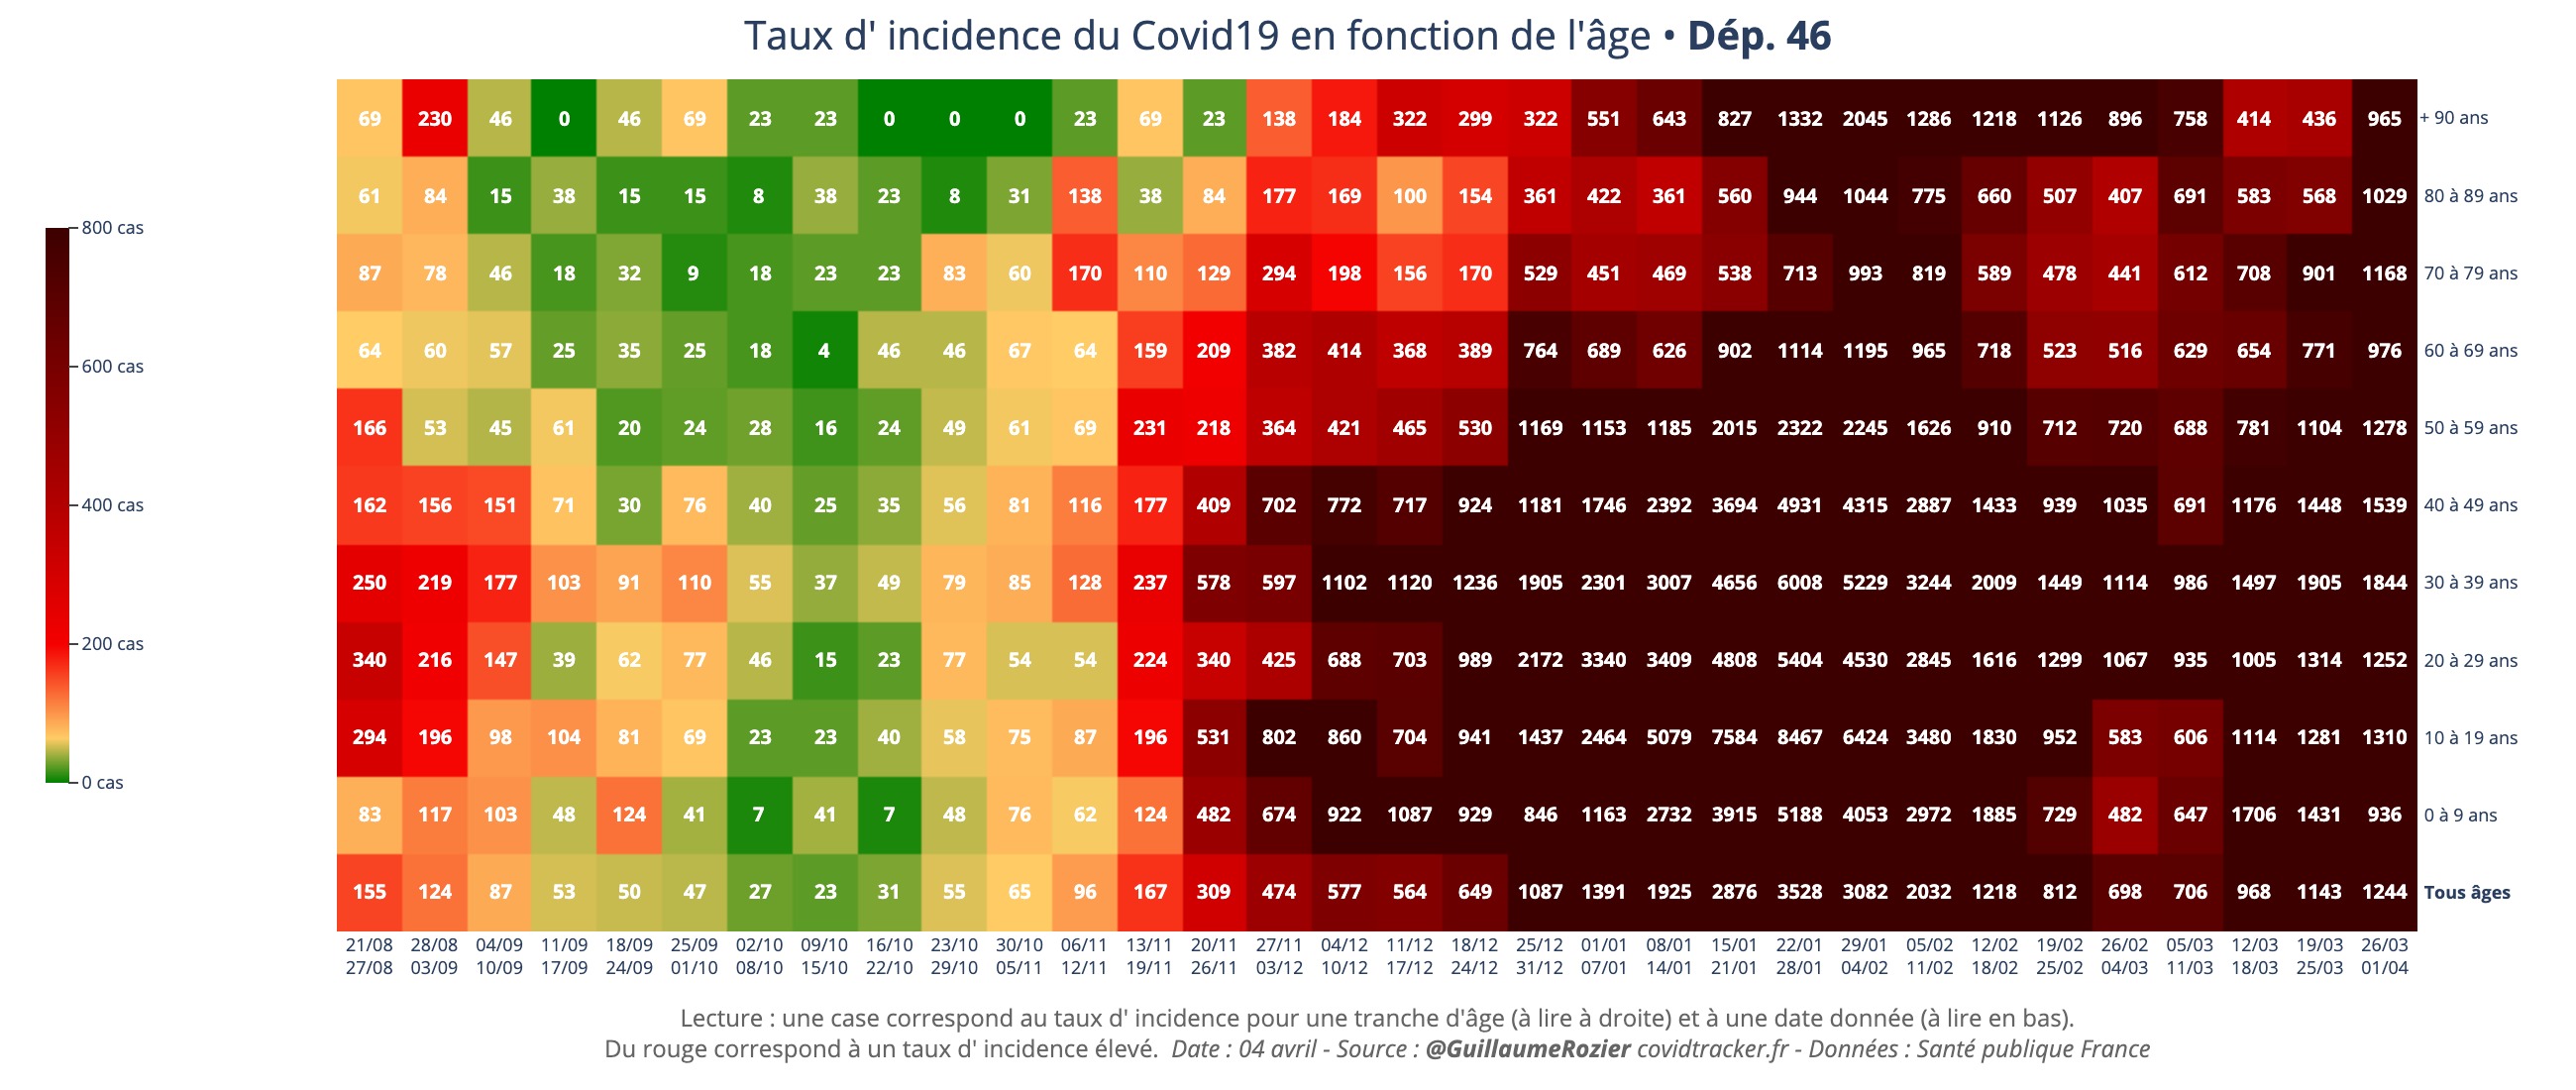 Taux d' incidence du Covid19 en fonction de l'âge • Dép. 46
800 cas
600 cas
400 cas
200 cas
0 cas
69 230 46 0 46 69 23 23 0 0 0 23 69 23 138 184 322 299 322 551 643 827 1332 2045 1286 1218 1126 896 758 414 436 965 + 90 ans
61 84 15 38 15 15 8 38 23 8 31 138 38 84 177 169 100 154 361 422 361 560 944 1044 775 660 507 407 691 583 568 1029 80 à 89 ans
87 78 46 18 32 9 18 23 23 83 60 170 110 129 294 198 156 170 529 451 469 538 713 993 819 589 478 441 612 708 901 1168 70 à 79 ans
64 60 57 25 35 25 18 4 46 46 67 64 159 209 382 414 368 389 764 689 626 902 1114 1195 965 718 523 516 629 654 771 976 60 à 69 ans
166 53 45 61 20 24 28 16 24 49 61 69 231 218 364 421 465 530 1169 1153 1185 2015 2322 2245 1626 910 712 720 688 781 1104 1278 50 à 59 ans
162 156 151 71 30 76 40 25 35 56 81 116 177 409 702 772 717 924 1181 1746 2392 3694 4931 4315 2887 1433 939 1035 691 1176 1448 1539 40 à 49 ans
250 219 177 103 91 110 55 37 49 79 85 128 237 578 597 1102 1120 1236 1905 2301 3007 4656 6008 5229 3244 2009 1449 1114 986 1497 1905 1844 30 à 39 ans
340 216 147 39 62 77 46 15 23 77 54 54 224 340 425 688 703 989 2172 3340 3409 4808 5404 4530 2845 1616 1299 1067 935 1005 1314 1252 20 à 29 ans
294 196 98 104 81 69 23 23 40 58 75 87 196 531 802 860 704 941 1437 2464 5079 7584 8467 6424 3480 1830 952 583 606 1114 1281 1310 10 à 19 ans
83 117 103 48 124 41 7 41 7 48 76 62 124 482 674 922 1087 929 846 1163 2732 3915 5188 4053 2972 1885 729 482 647 1706 1431 936 0 à 9 ans
155 124 87 53 50 47 27 23 31 55 65 96 167 309 474 577 564 649 1087 1391 1925 2876 3528 3082 2032 1218 812 698 706 968 1143 1244 Tous âges
21/08 28/08 04/09 11/09 18/09 25/09 02/10 09/10 16/10 23/10 30/10 06/11 13/11 20/11 27/11 04/12 11/12 18/12 25/12 01/01 08/01 15/01 22/01 29/01 05/02 12/02 19/02 26/02 05/03 12/03 19/03 26/03
27/08 03/09 10/09 17/09 24/09 01/10 08/10 15/10 22/10 29/10 05/11 12/11 19/11 26/11 03/12 10/12 17/12 24/12 31/12 07/01 14/01 21/01 28/01 04/02 11/02 18/02 25/02 04/03 11/03 18/03 25/03 01/04
Lecture : une case correspond au taux d' incidence pour une tranche d'âge (à lire à droite) et à une date donnée (à lire en bas).
Du rouge correspond à un taux d' incidence élevé. Date : 04 avril - Source : @GuillaumeRozier covidtracker.fr - Données : Santé publique France